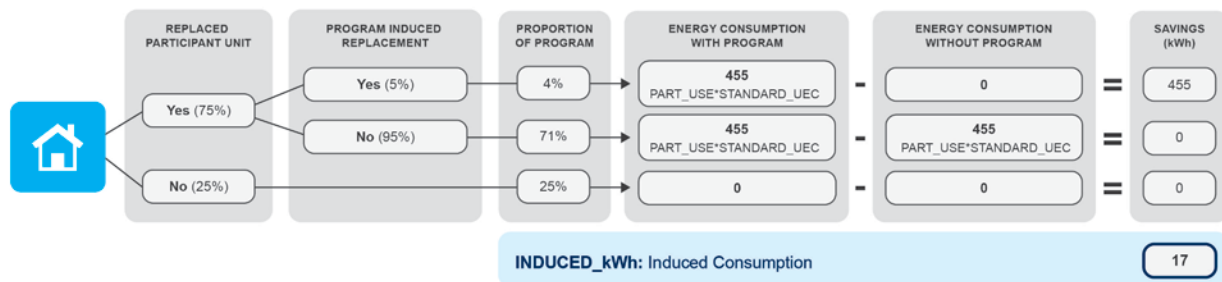 REPLACED
PARTICIPANT UNIT
PROGRAM INDUCED
REPLACEMENT
PROPORTION
OF PROGRAM
ENERGY CONSUMPTION
WITH PROGRAM
ENERGY CONSUMPTION
WITHOUT PROGRAM
SAVINGS
(kWh)
Yes (75%)
Yes (5%)
4%
455
PART_USE*STANDARD_UEC
-
0
=
455
No (95%)
71%
455
PART_USE*STANDARD_UEC
-
455
PART_USE*STANDARD_UEC
=
0
No (25%)
25%
0
-
0
=
0
INDUCED_kWh: Induced Consumption
17